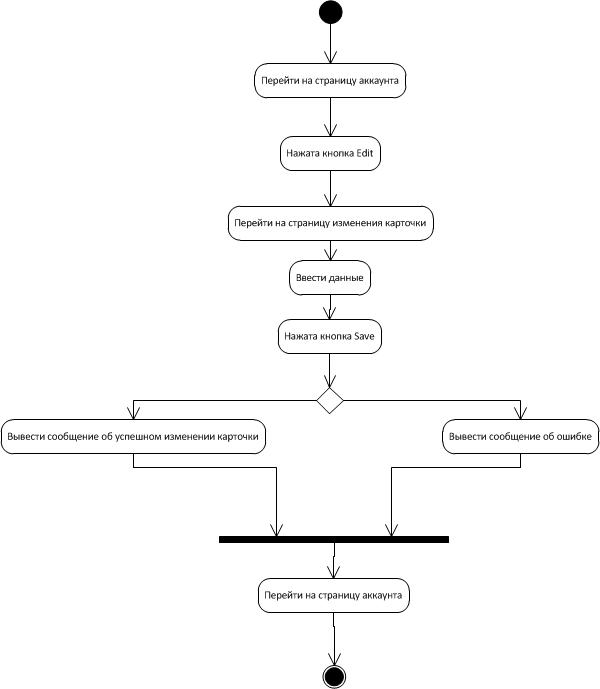 Перейти на страницу аккаунта
Нажата кнопка Edit
Перейти на страницу изменения карточки
Ввести данные
Нажата кнопка Save
Вывести сообщение об успешном изменении карточки
Вывести сообщение об ошибке
Перейти на страницу аккаунта